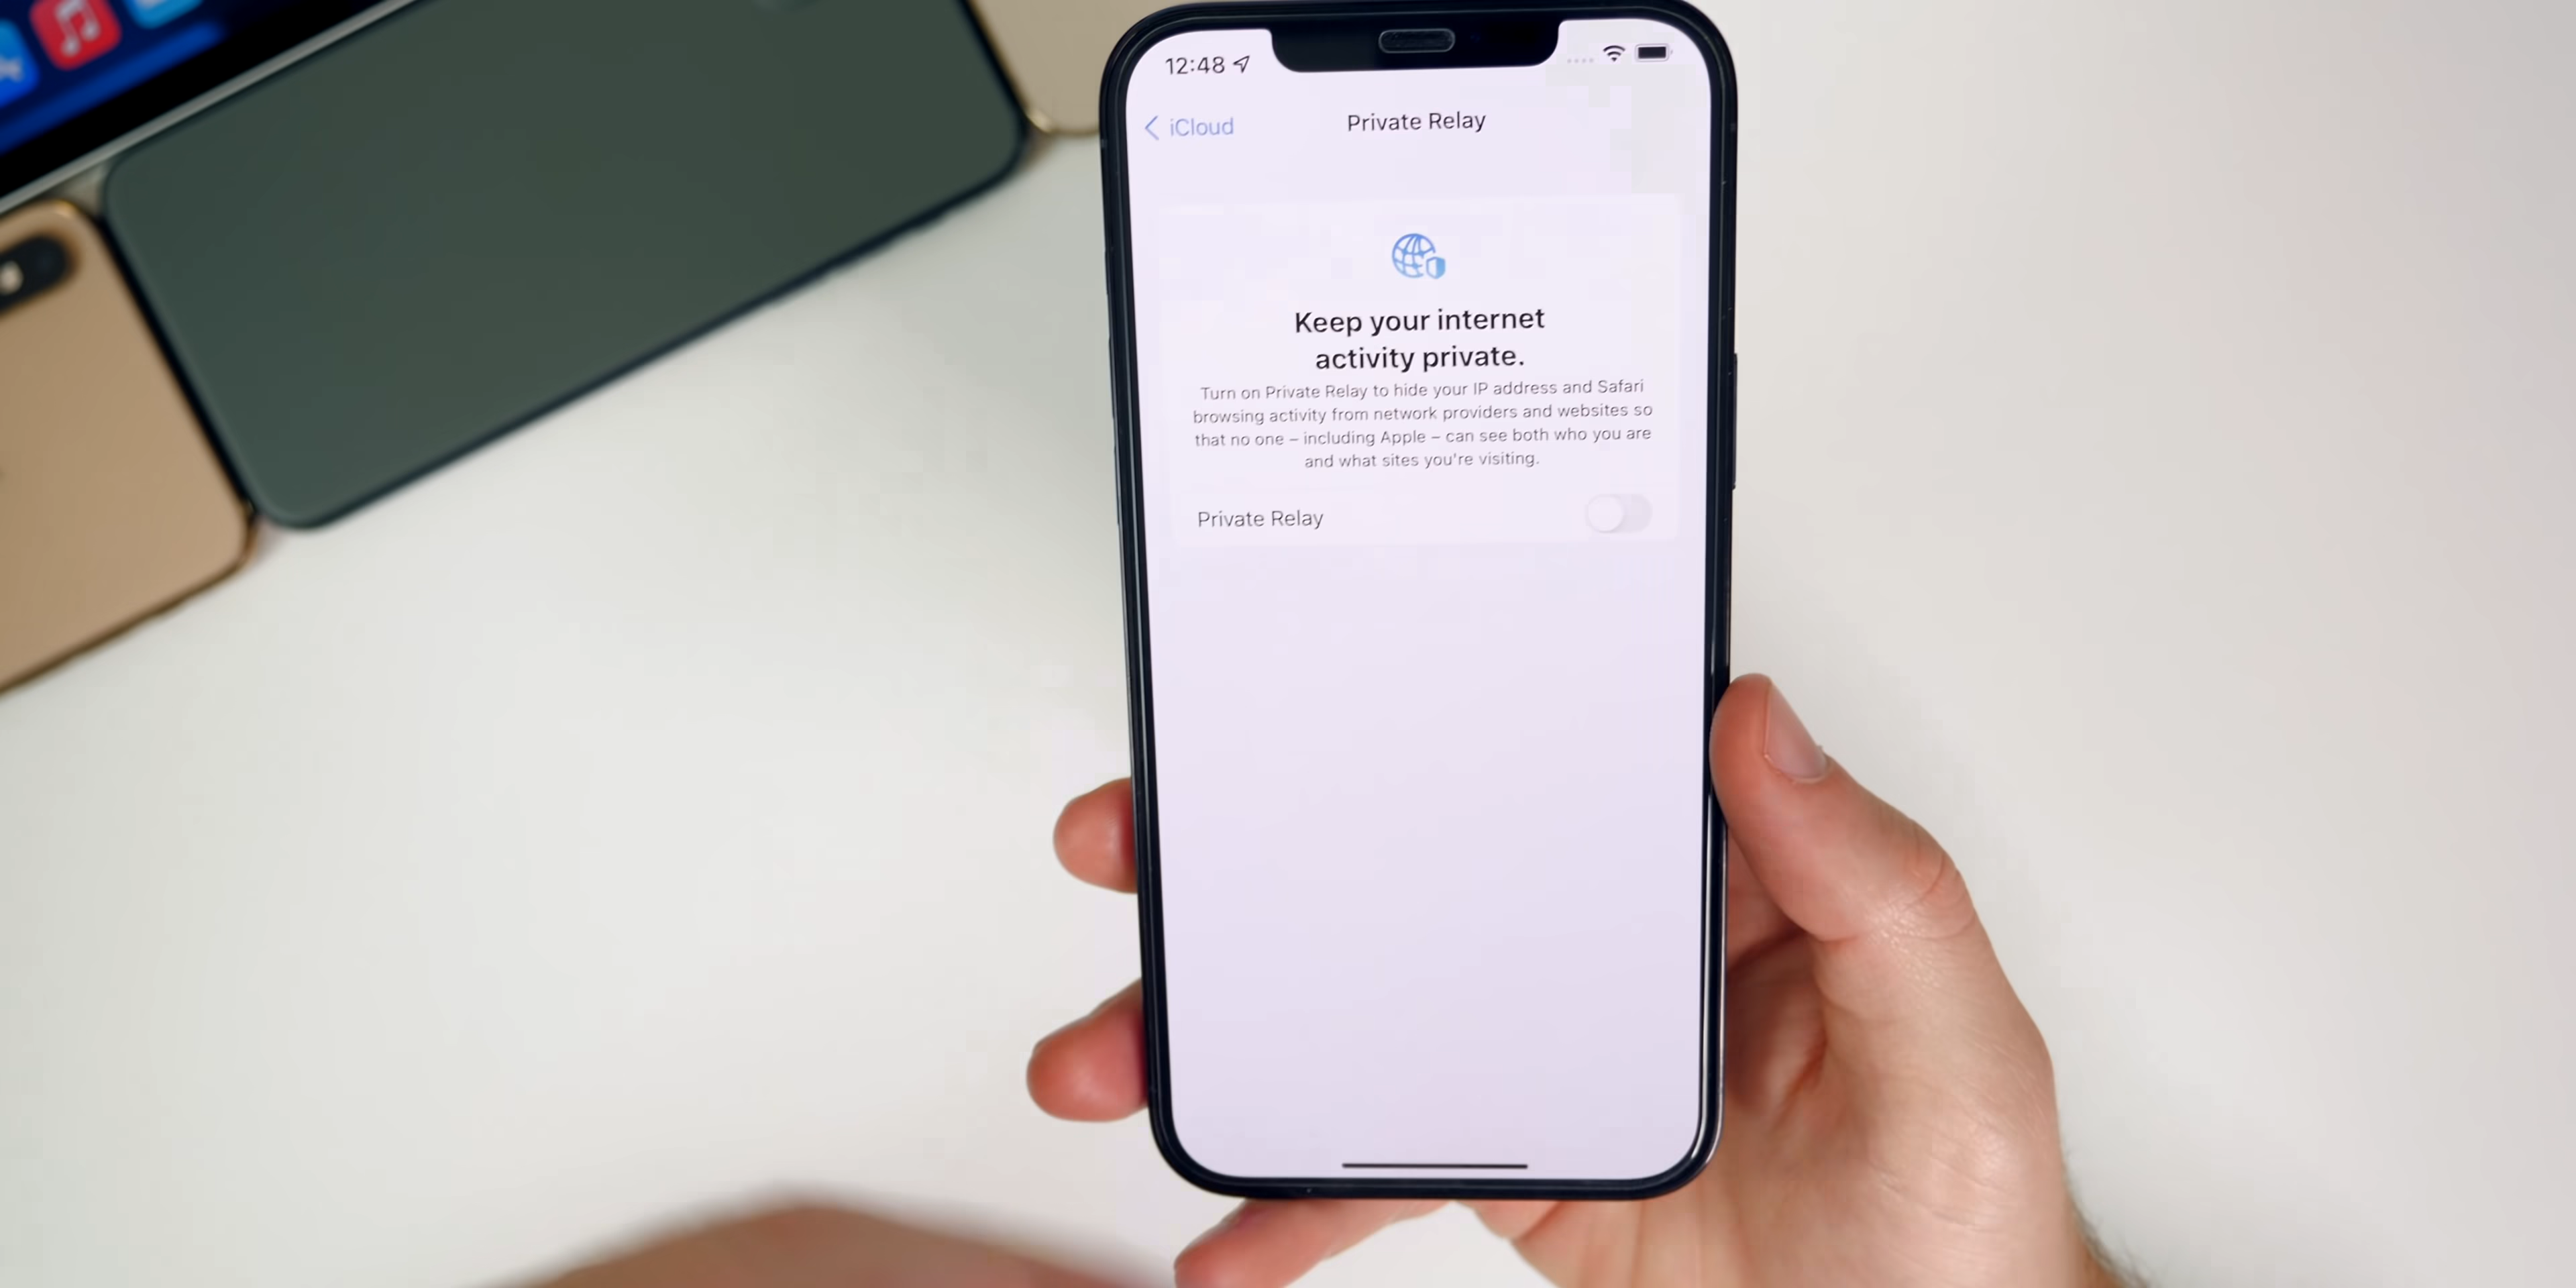 12:48
iCloud
Private Relay
Keep your internet
activity private.
Turn on Private Relay to hide your IP address and Safari
browsing activity from network providers and websites so
that no one – including Apple – can see both who you are
and what sites you're visiting.
Private Relay